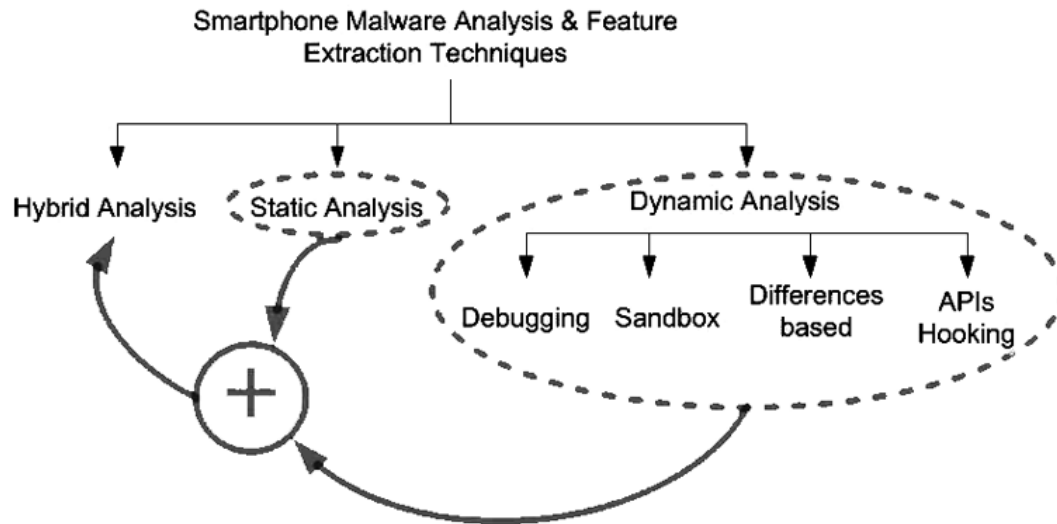 Smartphone Malware Analysis & Feature
Extraction Techniques
Hybrid Analysis
Static Analysis
Dynamic Analysis
Debugging
Sandbox
Differences
based
APIs
Hooking
+